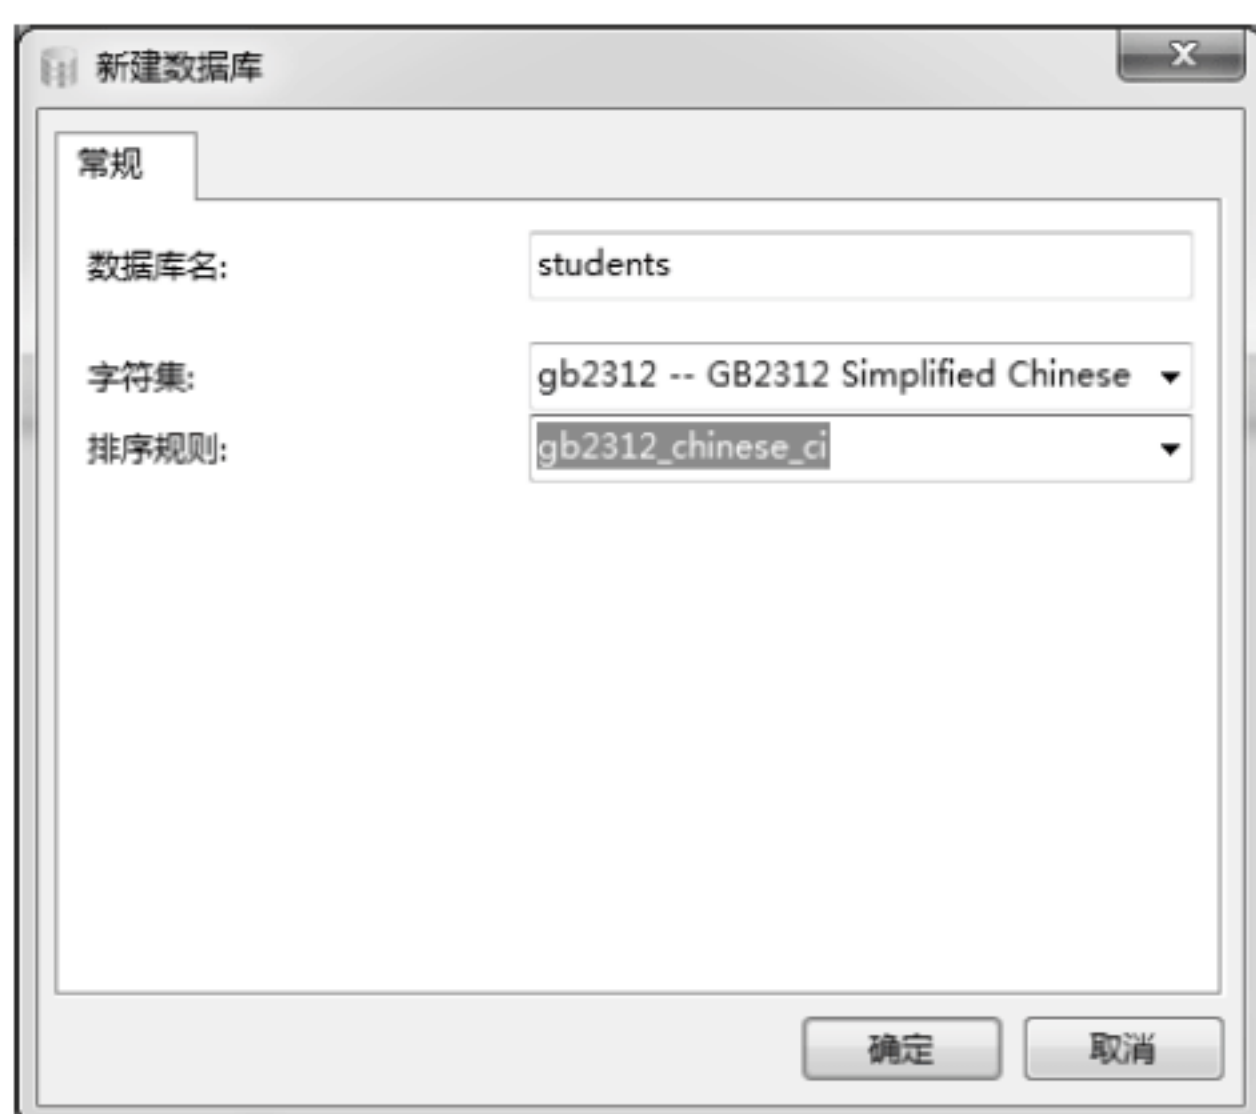 新建数据库
常规
数据库名: students
字符集: gb2312 -- GB2312 Simplified Chinese
排序规则: gb2312_chinese_ci
确定 取消